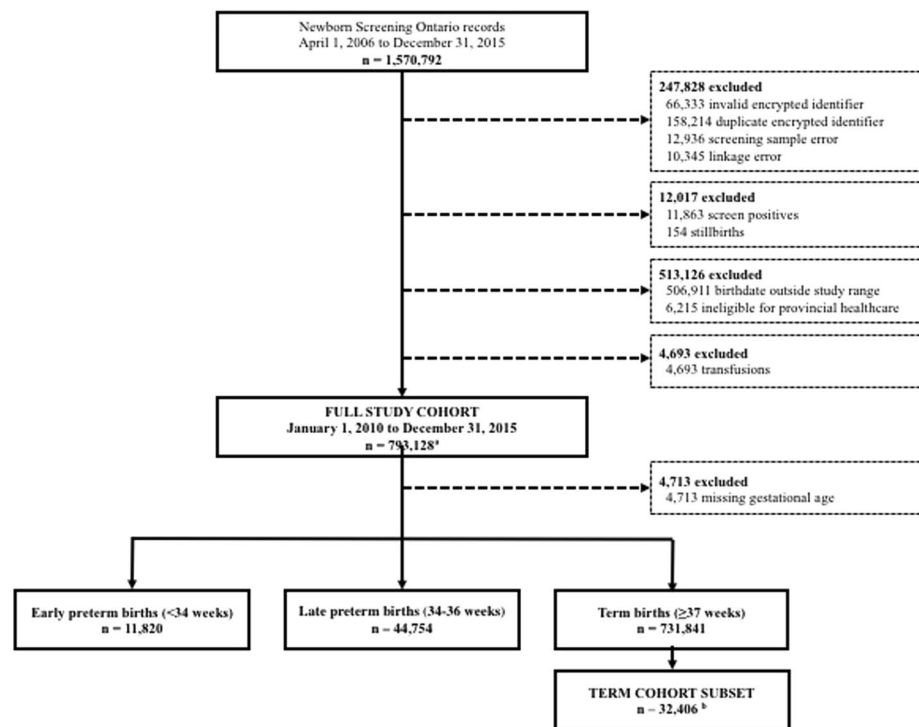 Newborn Screening Ontario records
April 1, 2006 to December 31, 2015
n = 1,570,792
247,828 excluded
66,333 invalid encrypted identifier
158,214 duplicate encrypted identifier
12,936 screening sample error
10,345 linkage error
12,017 excluded
11,863 screen positives
154 stillbirths
513,126 excluded
506,911 birthdate outside study range
6,215 ineligible for provincial healthcare
4,693 excluded
4,693 transfusions
FULL STUDY COHORT
January 1, 2010 to December 31, 2015
n = 793,128ª
4,713 excluded
4,713 missing gestational age
Early preterm births (<34 weeks)
n = 11,820
Late preterm births (34-36 weeks)
n – 44,754
Term births (≥37 weeks)
n = 731,841
TERM COHORT SUBSET
n – 32,406 ᵇ